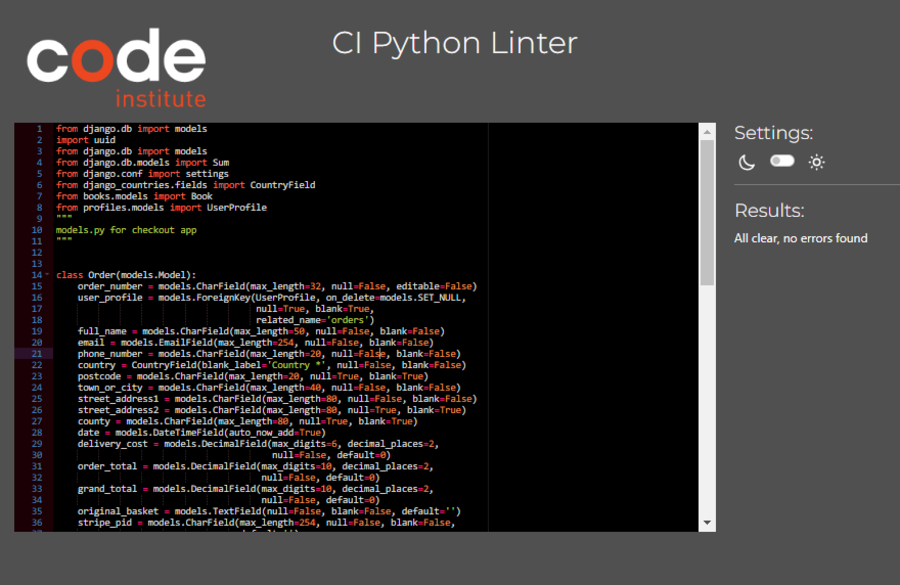 code
institute
CI Python Linter
1 from django.db import models
2 import uuid
3 from django.db import models
4 from django.db.models import Sum
5 from django.conf import settings
6 from django_countries.fields import CountryField
7 from books.models import Book
8 from profiles.models import UserProfile
9 """
10 models.py for checkout app
11 """
12
13
14 class Order(models.Model):
15 order_number = models.CharField(max_length=32, null=False, editable=False)
16 user_profile = models.ForeignKey(UserProfile, on_delete=models.SET_NULL,
17 null=True, blank=True,
18 related_name='orders')
19 full_name = models.CharField(max_length=50, null=False, blank=False)
20 email = models.EmailField(max_length=254, null=False, blank=False)
21 phone_number = models.CharField(max_length=20, null=False, blank=False)
22 country = CountryField(blank_label='Country *', null=False, blank=False)
23 postcode = models.CharField(max_length=20, null=True, blank=True)
24 town_or_city = models.CharField(max_length=40, null=False, blank=False)
25 street_address1 = models.CharField(max_length=80, null=False, blank=False)
26 street_address2 = models.CharField(max_length=80, null=True, blank=True)
27 county = models.CharField(max_length=80, null=True, blank=True)
28 date = models.DateTimeField(auto_now_add=True)
29 delivery_cost = models.DecimalField(max_digits=6, decimal_places=2,
30 null=False, default=0)
31 order_total = models.DecimalField(max_digits=10, decimal_places=2,
32 null=False, default=0)
33 grand_total = models.DecimalField(max_digits=10, decimal_places=2,
34 null=False, default=0)
35 original_basket = models.TextField(null=False, blank=False, default='')
36 stripe_pid = models.CharField(max_length=254, null=False, blank=False,
Settings:
Results:
All clear, no errors found